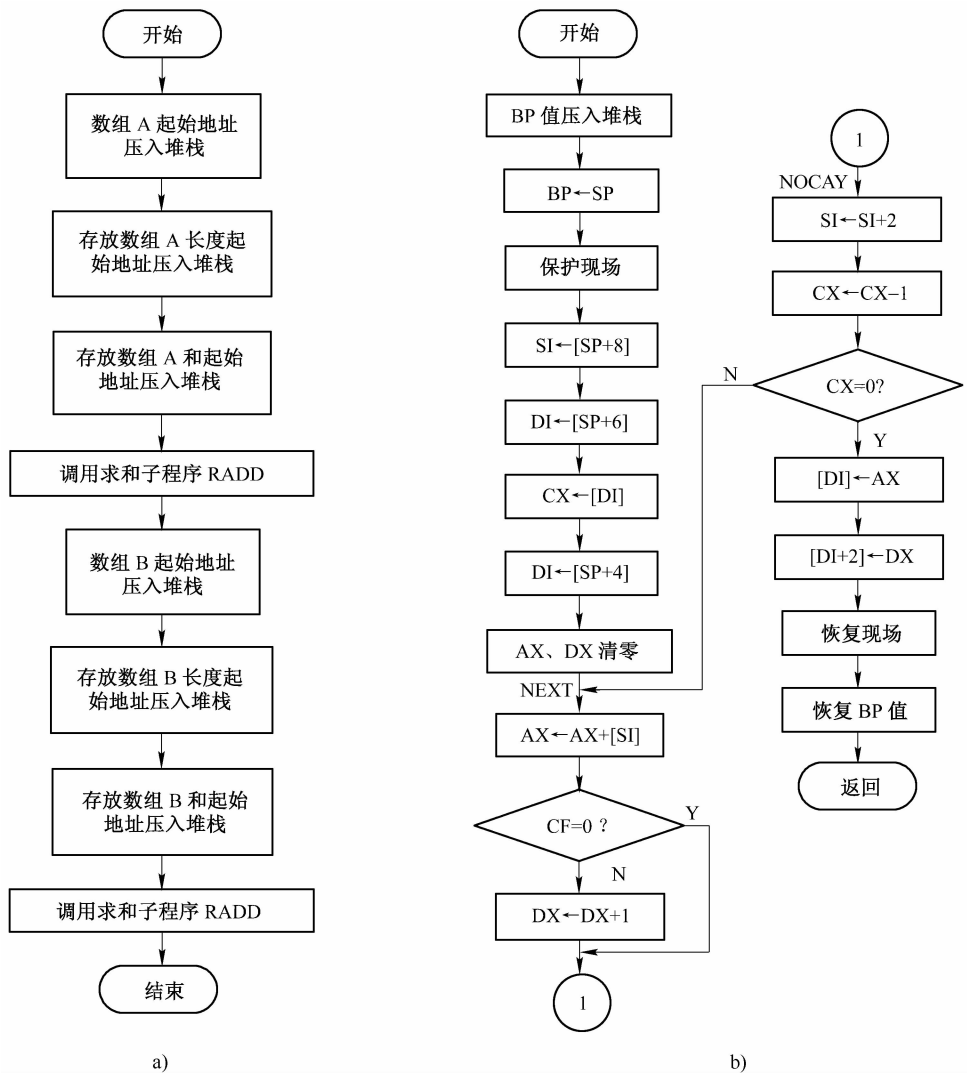 开始
数组 A 起始地址
压入堆栈
存放数组 A 长度起
始地址压入堆栈
存放数组 A 和起始
地址压入堆栈
调用求和子程序 RADD
数组 B 起始地址
压入堆栈
存放数组 B 长度起
始地址压入堆栈
存放数组 B 和起始
地址压入堆栈
调用求和子程序 RADD
结束
a)
开始
BP 值压入堆栈
BP←SP
保护现场
SI←[SP+8]
DI←[SP+6]
CX←[DI]
DI←[SP+4]
AX、DX 清零
NEXT
AX←AX+[SI]
CF=0 ?
Y
N
DX←DX+1
1
1
NOCAY
SI←SI+2
CX←CX−1
CX=0?
N
Y
[DI]←AX
[DI+2]←DX
恢复现场
恢复 BP 值
返回
b)